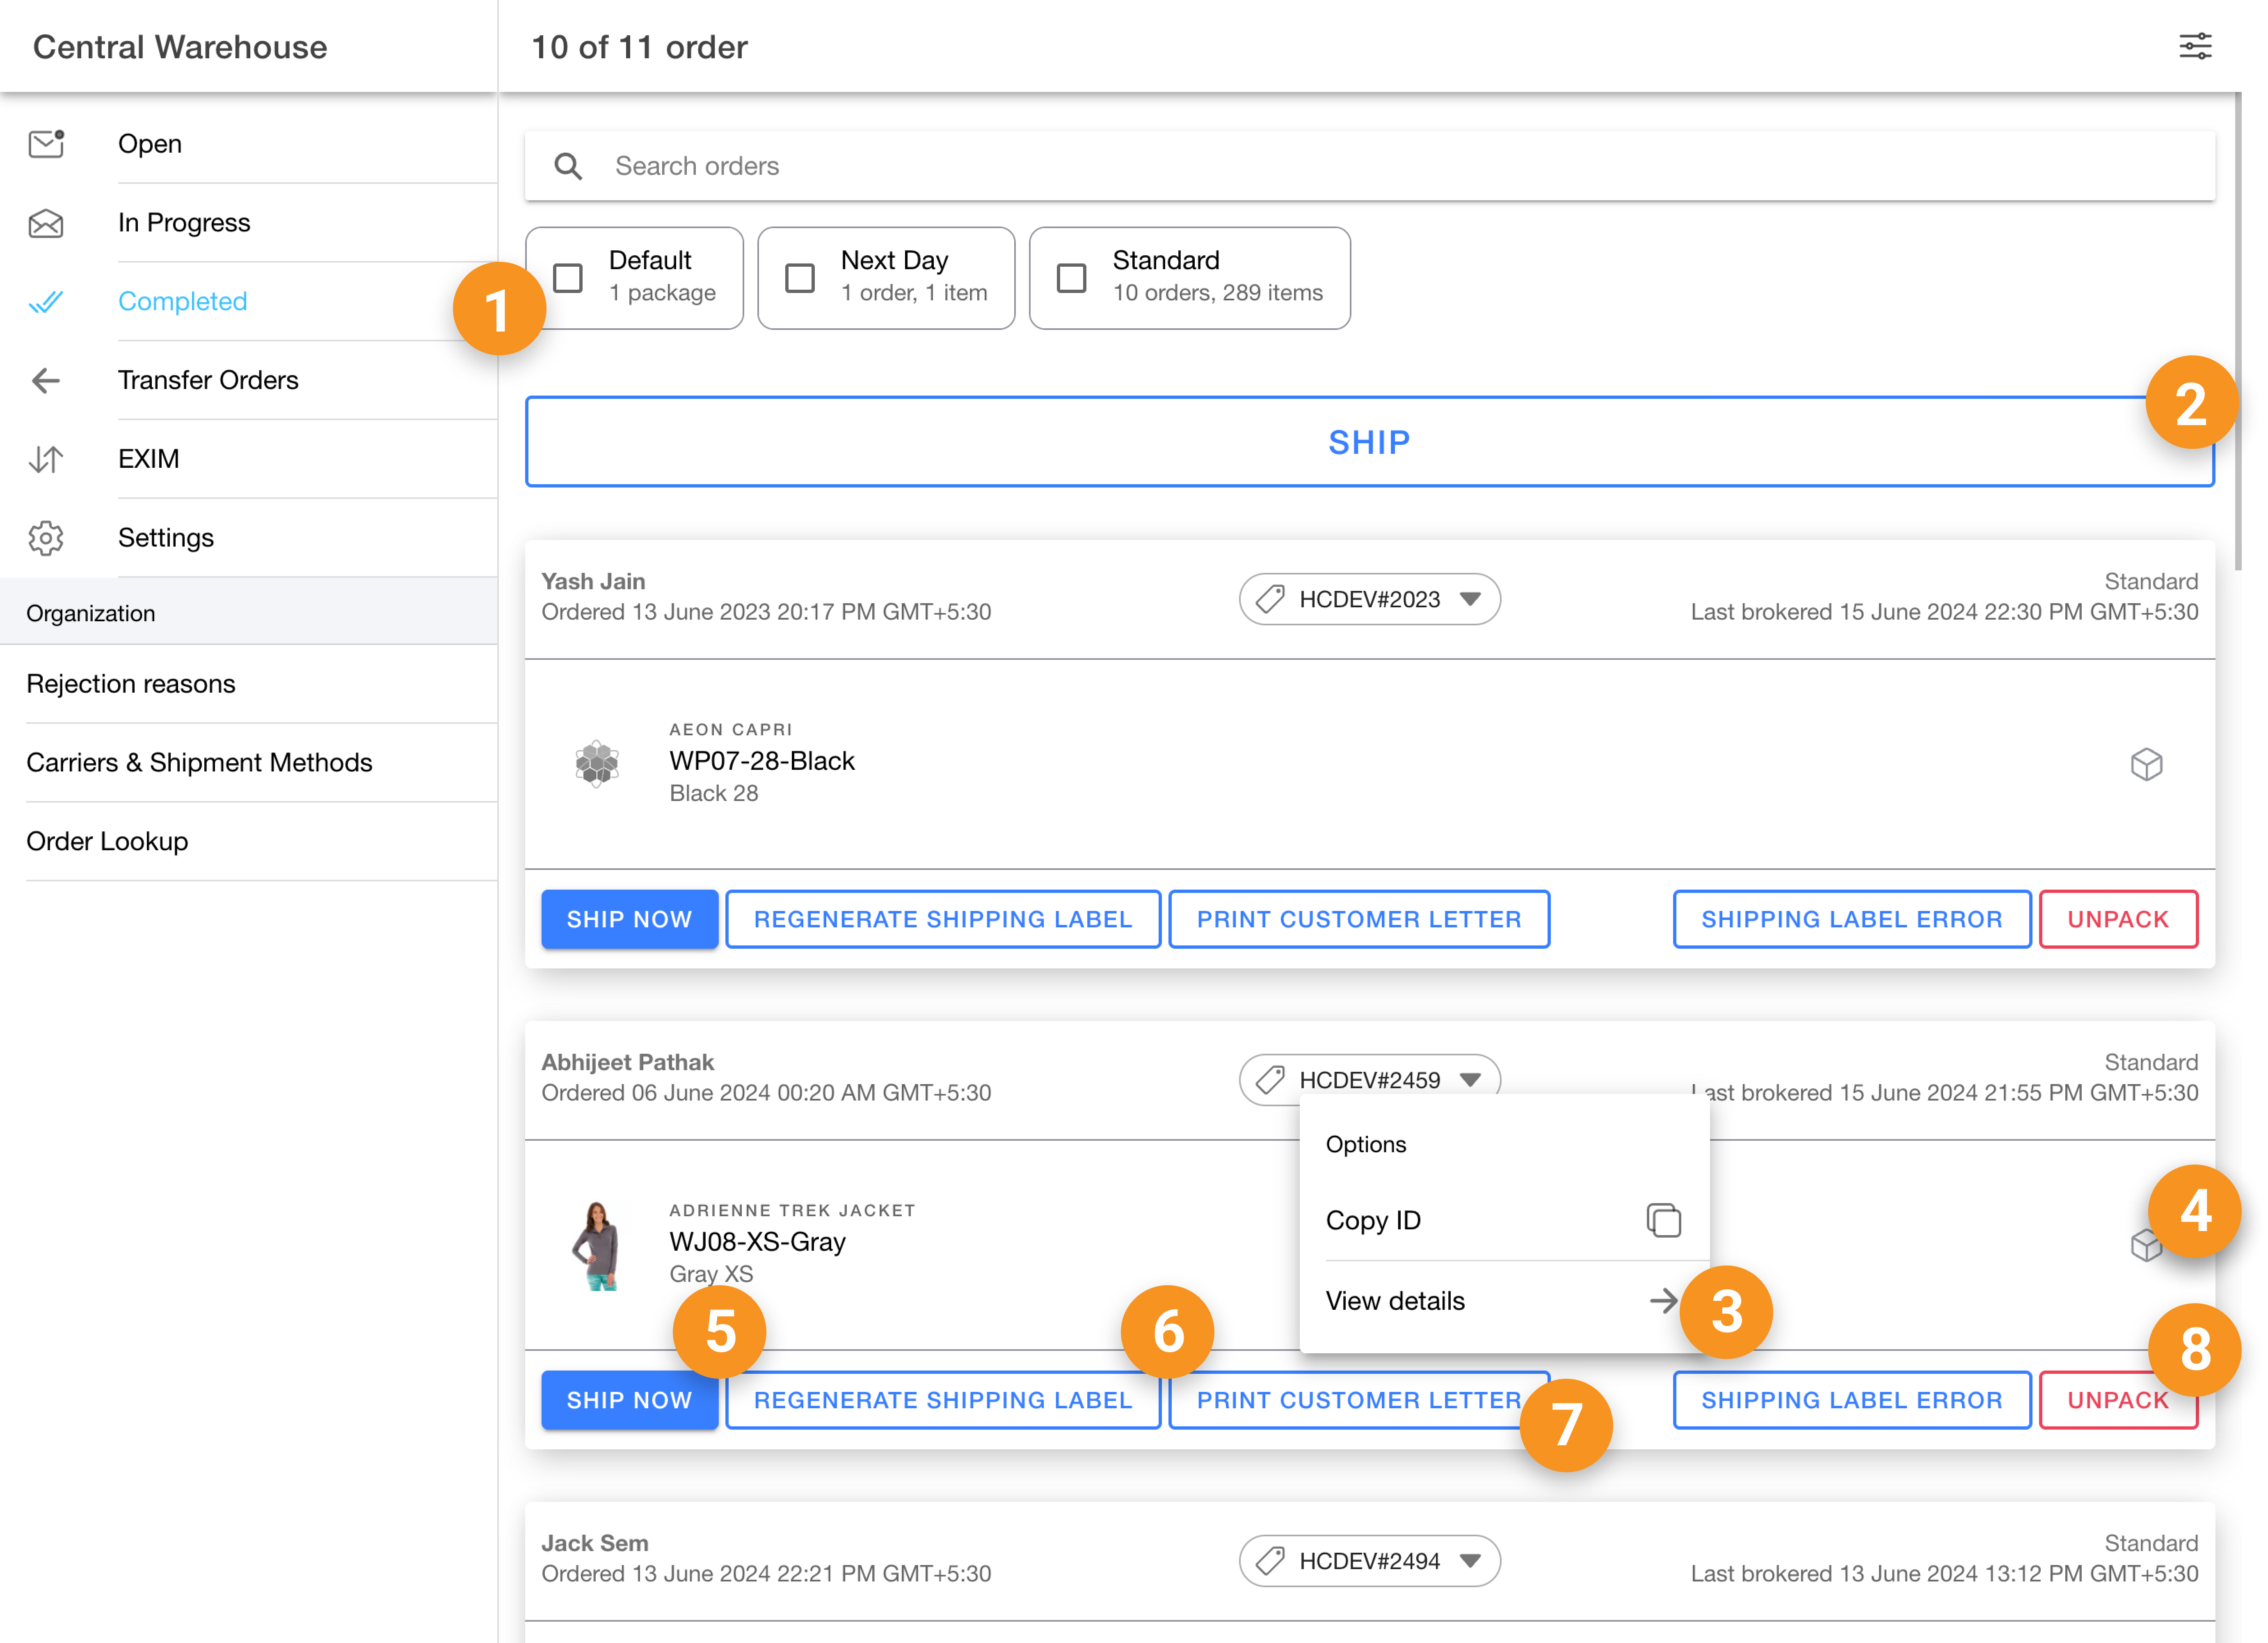 Central Warehouse
10 of 11 order
Open
In Progress
Completed
Transfer Orders
EXIM
Settings
Organization
Rejection reasons
Carriers & Shipment Methods
Order Lookup
Search orders
Default
1 package
Next Day
1 order, 1 item
Standard
10 orders, 289 items
1
2
SHIP
Yash Jain
Ordered 13 June 2023 20:17 PM GMT+5:30
HCDEV#2023
Standard
Last brokered 15 June 2024 22:30 PM GMT+5:30
AEON CAPRI
WP07-28-Black
Black 28
SHIP NOW
REGENERATE SHIPPING LABEL
PRINT CUSTOMER LETTER
SHIPPING LABEL ERROR
UNPACK
Abhijeet Pathak
Ordered 06 June 2024 00:20 AM GMT+5:30
HCDEV#2459
Standard
Last brokered 15 June 2024 21:55 PM GMT+5:30
Options
Copy ID
View details
3
4
ADRIENNE TREK JACKET
WJ08-XS-Gray
Gray XS
5
6
8
SHIP NOW
REGENERATE SHIPPING LABEL
PRINT CUSTOMER LETTER
7
SHIPPING LABEL ERROR
UNPACK
Jack Sem
Ordered 13 June 2024 22:21 PM GMT+5:30
HCDEV#2494
Standard
Last brokered 13 June 2024 13:12 PM GMT+5:30